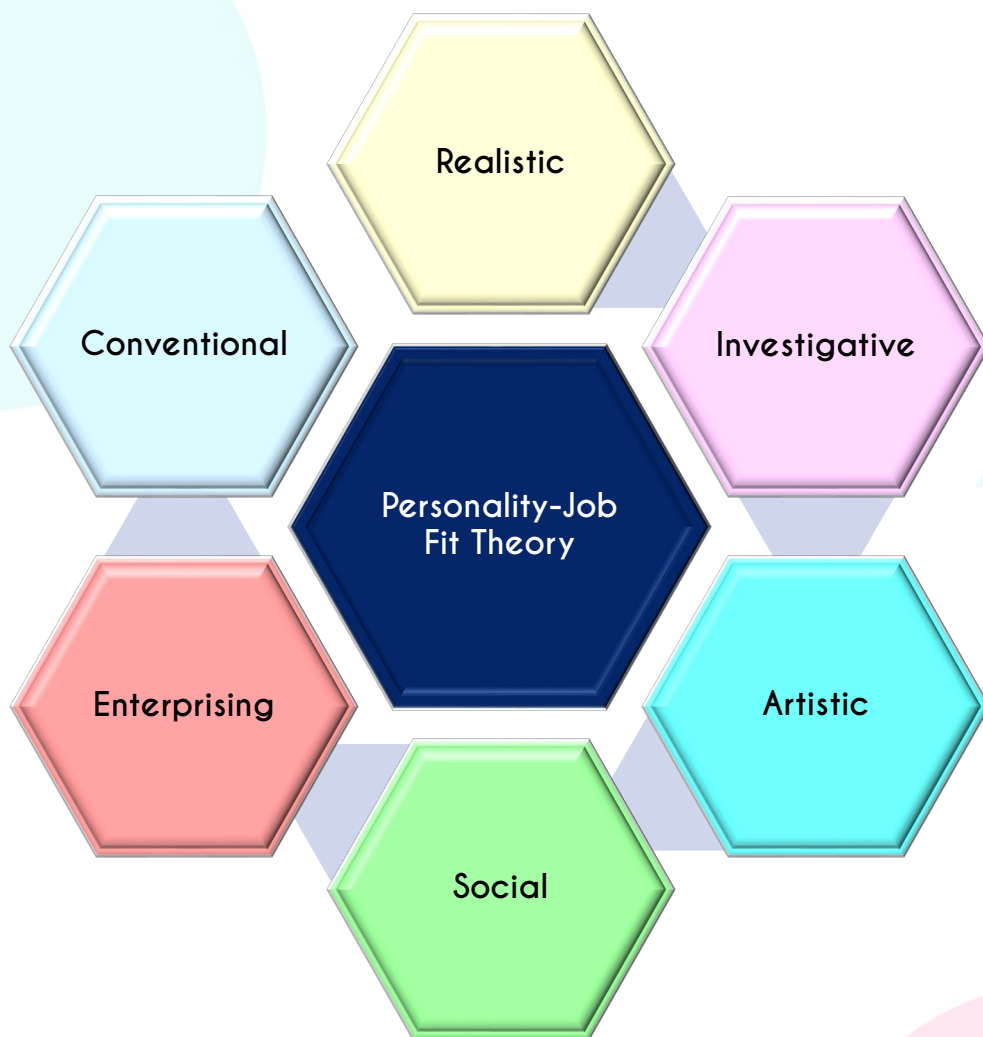 Realistic
Conventional
Investigative
Personality-Job
Fit Theory
Enterprising
Artistic
Social